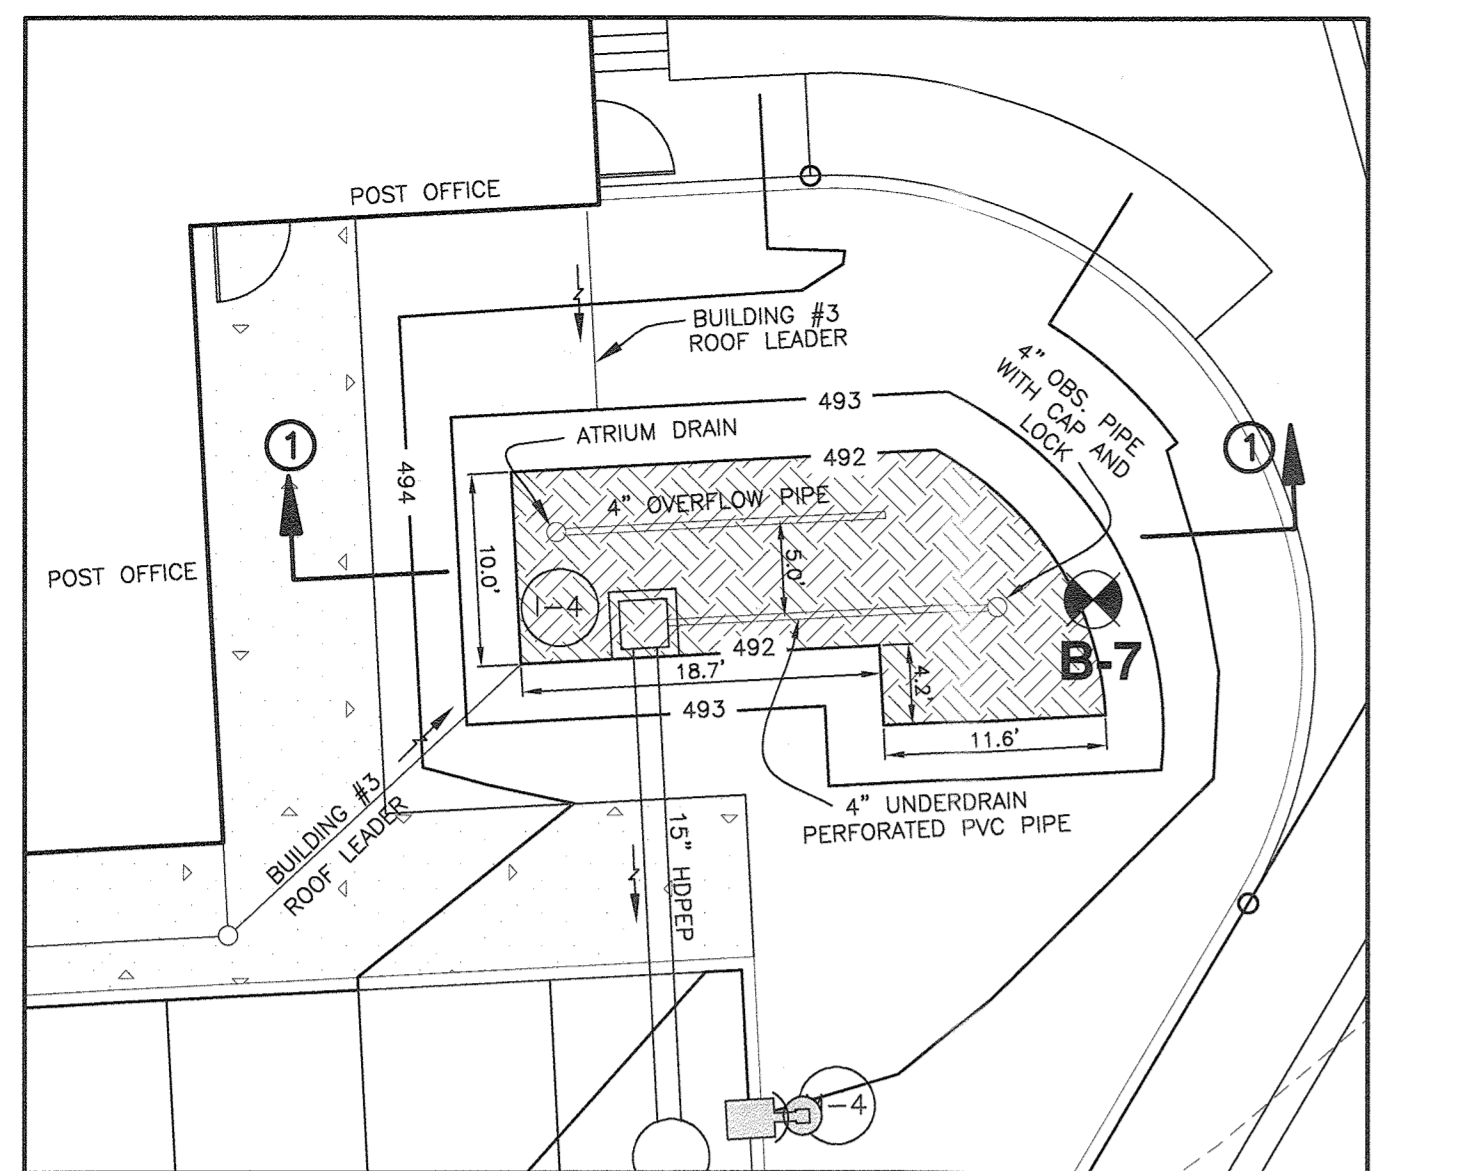 POST OFFICE
BUILDING #3
ROOF LEADER
4" OBS. PIPE
WITH CAP AND
LOCK
493
ATRIUM DRAIN
492
1
1
494
4" OVERFLOW PIPE
POST OFFICE
10.0'
5.0'
I-4
492
B-7
18.7'
4.2'
493
11.6'
BUILDING #3
ROOF LEADER
4" UNDERDRAIN
PERFORATED PVC PIPE
15" HDPEP
-4